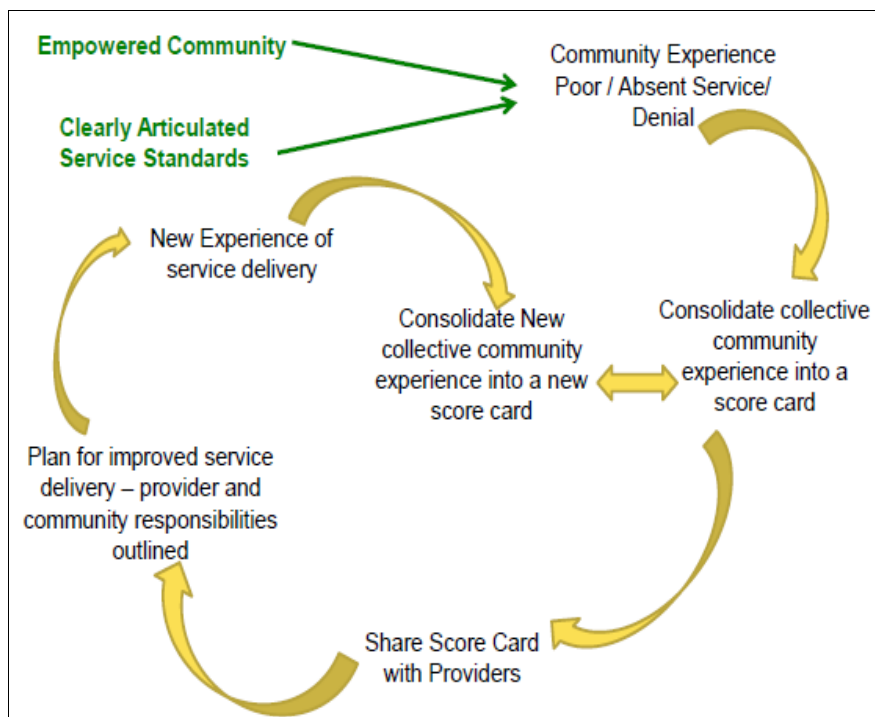 Empowered Community
Clearly Articulated
Service Standards
Community Experience
Poor / Absent Service/
Denial
New Experience of
service delivery
Consolidate New
collective community
experience into a new
score card
Consolidate collective
community
experience into a
score card
Plan for improved service
delivery – provider and
community responsibilities
outlined
Share Score Card
with Providers